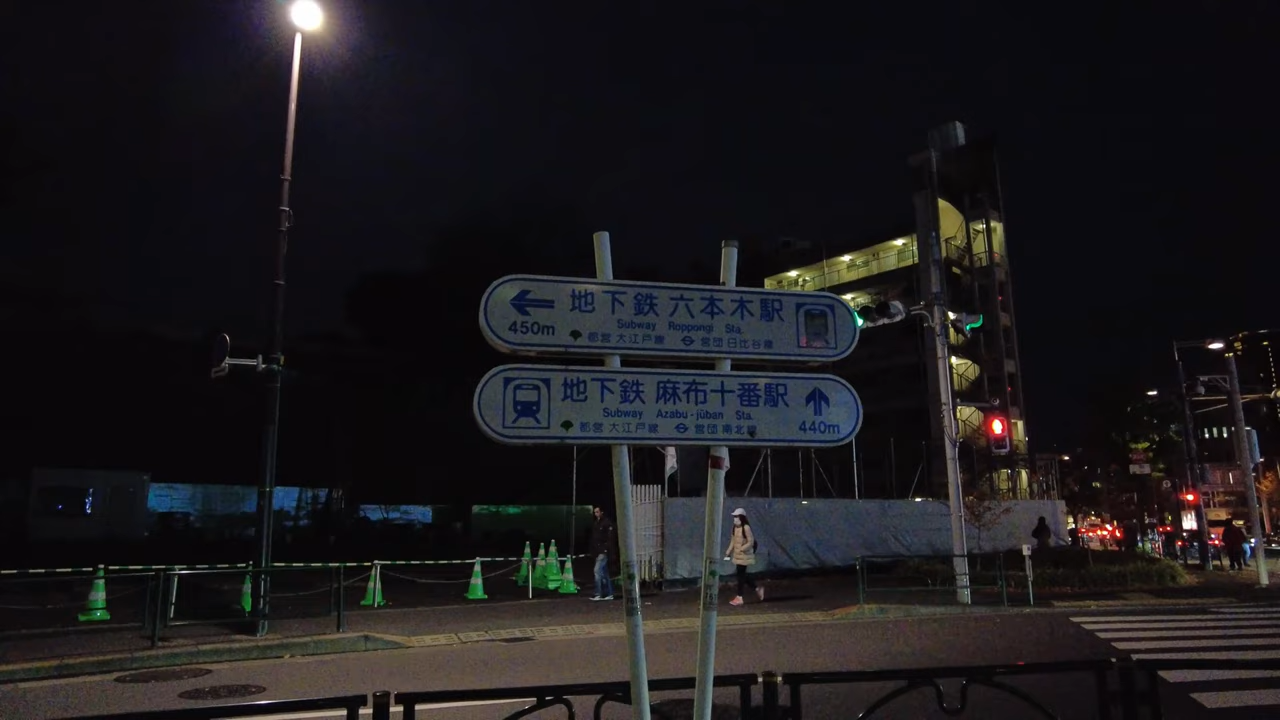 地下鉄 六本木駅
450m
Subway Roppongi Sta.
都営 大江戸線 営団 日比谷線
地下鉄 麻布十番駅
Subway Azabu-jūban Sta.
都営 大江戸線 営団 南北線
440m